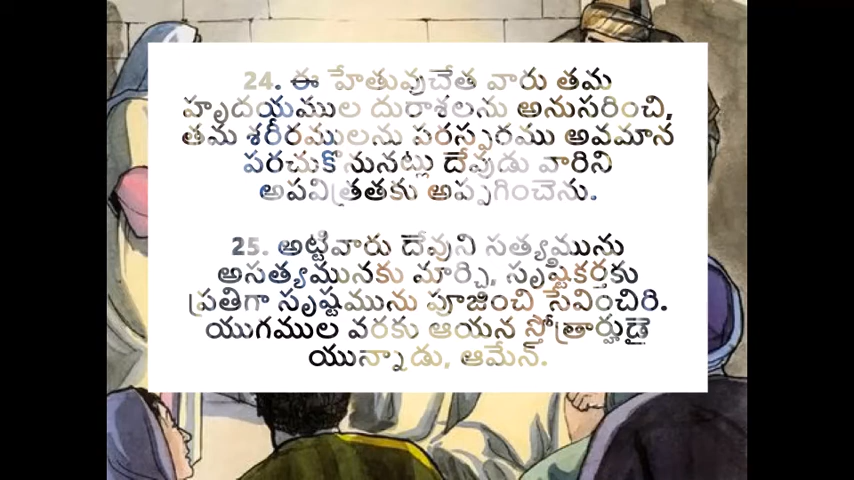 24. ఈ హేతువుచేత వారు తమ
హృదయముల దురాశలను అనుసరించి,
తమ శరీరములను పరస్పరము అవమాన
పరచుకొనునట్లు దేవుడు వారిని
అపవిత్రతకు అప్పగించెను.
25. అట్టివారు దేవుని సత్యమును
అసత్యమునకు మార్చి, సృష్టికర్తకు
ప్రతిగా సృష్టమును పూజించి సేవించిరి.
యుగముల వరకు ఆయన స్తోత్రార్హుడై
యున్నాడు, ఆమేన్.